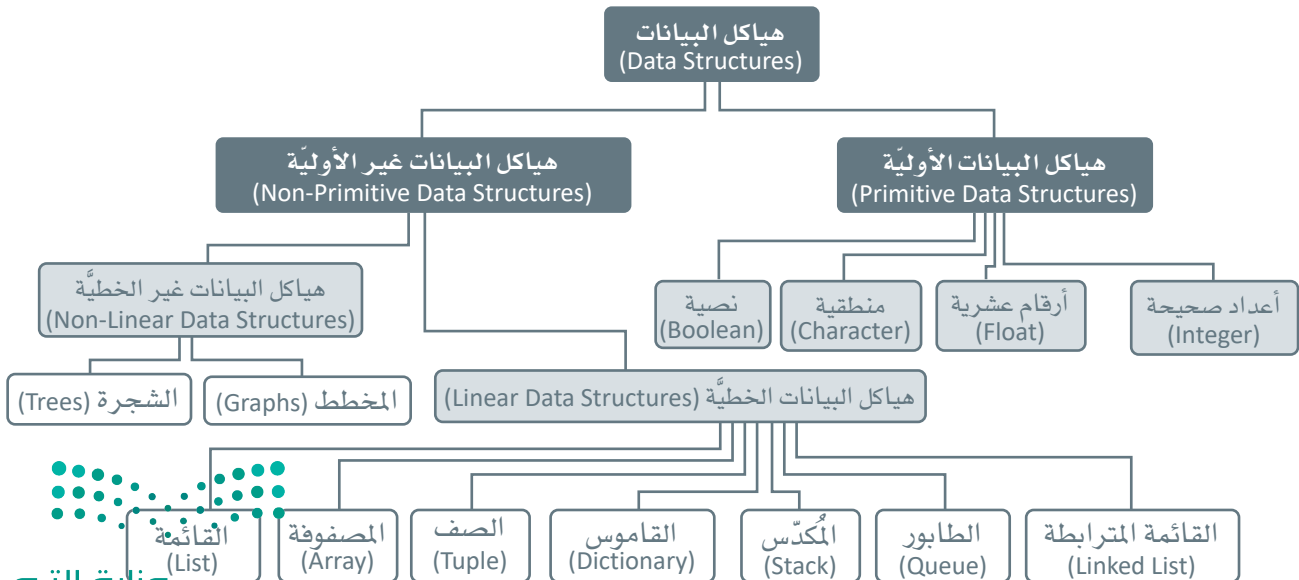 هياكل البيانات
(Data Structures)
هياكل البيانات الأوليّة
(Primitive Data Structures)
هياكل البيانات غير الأوليّة
(Non-Primitive Data Structures)
أعداد صحيحة
(Integer)
أرقام عشرية
(Float)
منطقية
(Character)
نصية
(Boolean)
هياكل البيانات غير الخطيَّة
(Non-Linear Data Structures)
هياكل البيانات الخطيَّة (Linear Data Structures)
المخطط (Graphs)
الشجرة (Trees)
القائمة المترابطة
(Linked List)
الطابور
(Queue)
المُكدّس
(Stack)
القاموس
(Dictionary)
الصف
(Tuple)
المصفوفة
(Array)
القائمة
(List)